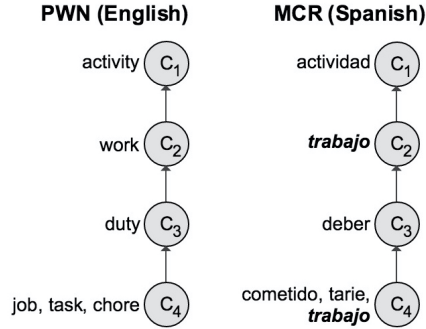 PWN (English)
activity C1
work C2
duty C3
job, task, chore C4
MCR (Spanish)
actividad C1
trabajo C2
deber C3
cometido, tarie,
trabajo C4